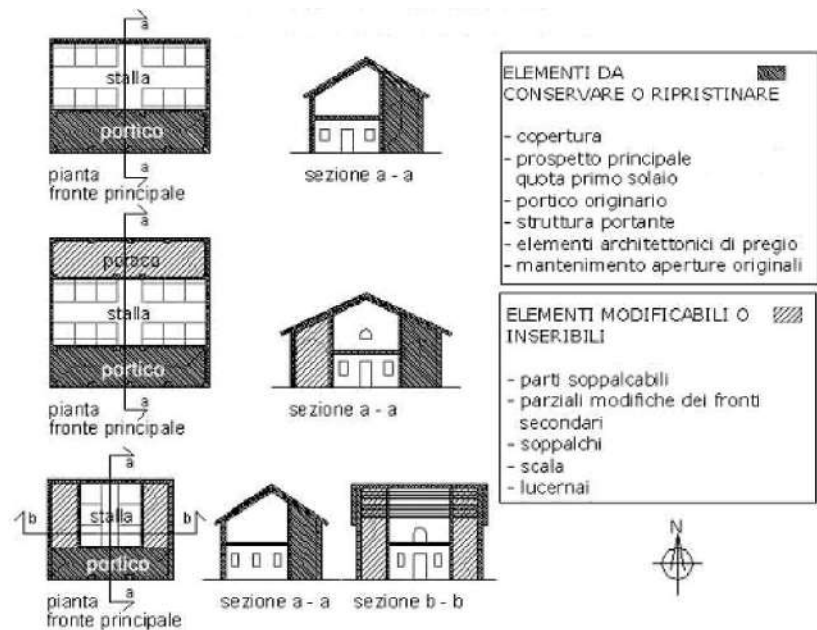 a
stalla
portico
a
pianta
fronte principale
sezione a - a
a
portico
stalla
portico
a
pianta
fronte principale
sezione a - a
a
b
stalla
b
portico
a
pianta
fronte principale
sezione a - a
sezione b - b
ELEMENTI DA
CONSERVARE O RIPRISTINARE
- copertura
- prospetto principale
quota primo solaio
- portico originario
- struttura portante
- elementi architettonici di pregio
- mantenimento aperture originali
ELEMENTI MODIFICABILI O
INSERIBILI
- parti soppalcabili
- parziali modifiche dei fronti
secondari
- soppalchi
- scala
- lucernai
N